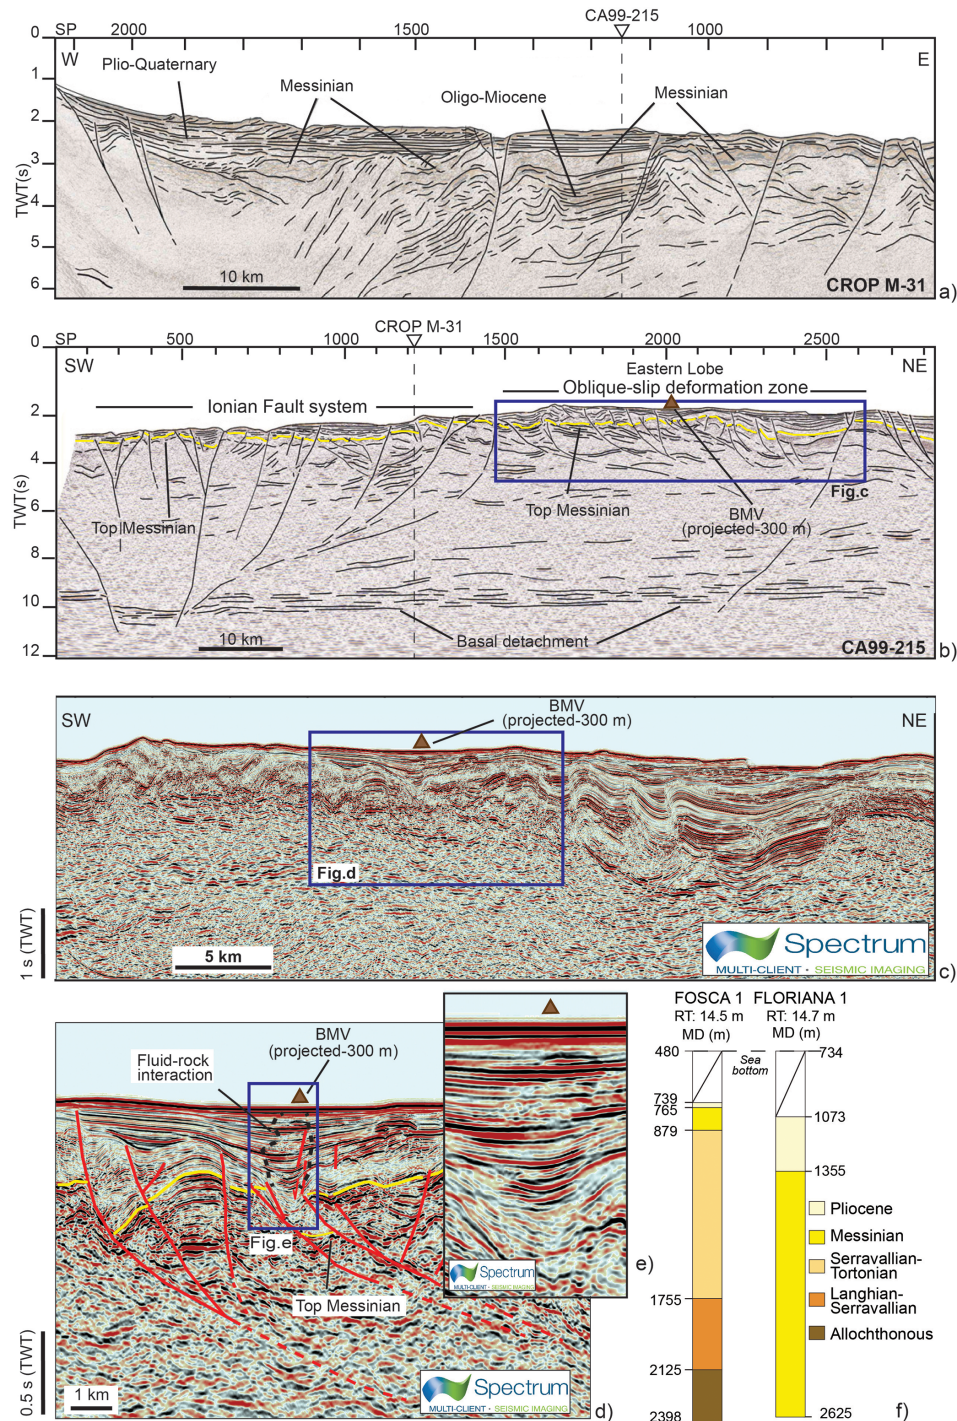 CA99-215
0 SP 2000 1500 1000
W E
Plio-Quaternary
Messinian
Messinian
Oligo-Miocene
1
2
3
4
5
6
TWT(s)
10 km
CROP M-31
a)
CROP M-31
0 SP 500 1000 1500 2000 2500
SW NE
Eastern Lobe
Oblique-slip deformation zone
Ionian Fault system
2
4
6
8
10
12
TWT(s)
Fig.c
Top Messinian
Top Messinian
BMV
(projected-300 m)
Basal detachment
10 km
CA99-215
b)
SW NE
BMV
(projected-300 m)
Fig.d
1 s (TWT)
5 km
Spectrum
MULTI-CLIENT • SEISMIC IMAGING
c)
BMV
(projected-300 m)
Fluid-rock
interaction
Fig.e
Top Messinian
0.5 s (TWT)
1 km
Spectrum
MULTI-CLIENT • SEISMIC IMAGING
d)
Spectrum
MULTI-CLIENT • SEISMIC IMAGING
e)
FOSCA 1 FLORIANA 1
RT: 14.5 m RT: 14.7 m
MD (m) MD (m)
480 734
Sea
bottom
739
765
879
1755
2125
2398
1073
1355
2625
Pliocene
Messinian
Serravallian-
Tortonian
Langhian-
Serravallian
Allochthonous
f)